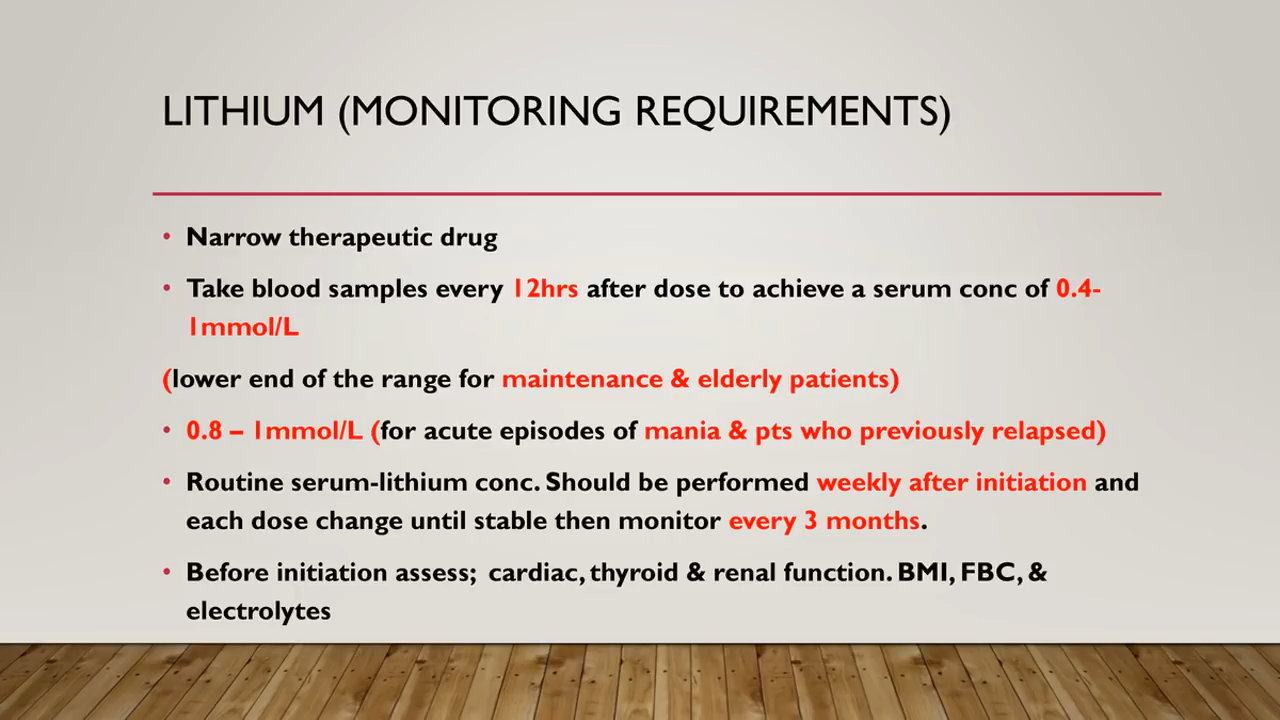 LITHIUM (MONITORING REQUIREMENTS)
• Narrow therapeutic drug
• Take blood samples every 12hrs after dose to achieve a serum conc of 0.4-
1mmol/L
(lower end of the range for maintenance & elderly patients)
• 0.8 – 1mmol/L (for acute episodes of mania & pts who previously relapsed)
• Routine serum-lithium conc. Should be performed weekly after initiation and
each dose change until stable then monitor every 3 months.
• Before initiation assess; cardiac, thyroid & renal function. BMI, FBC, &
electrolytes